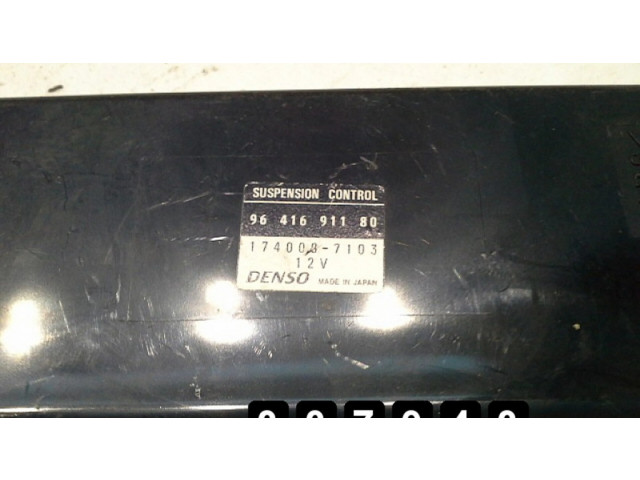 SUSPENSION CONTROL
96 416 911 80
174008-7103
12V
DENSO MADE IN JAPAN